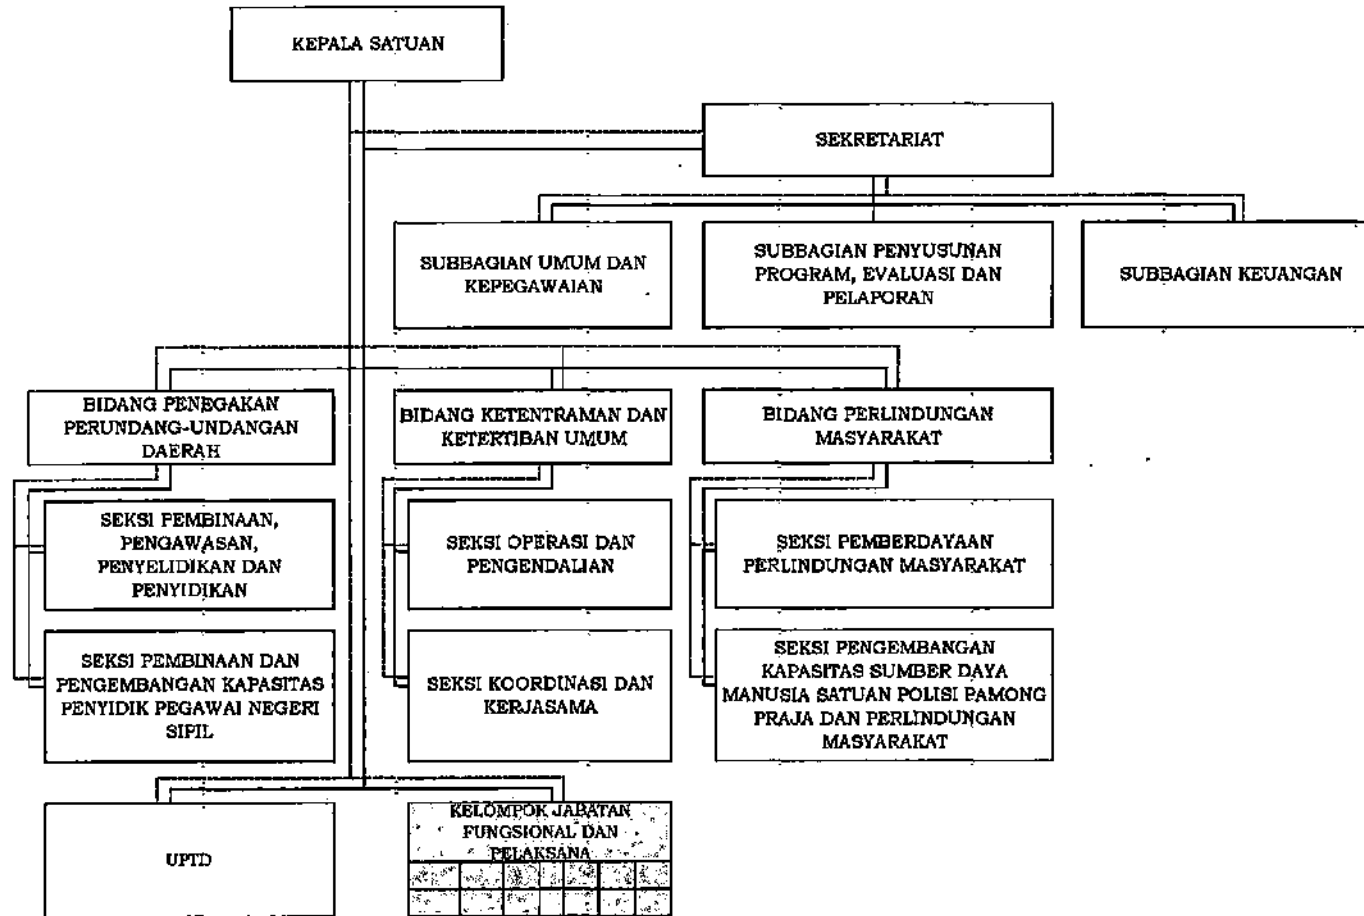 KEPALA SATUAN
SEKRETARIAT
SUBBAGIAN UMUM DAN
KEPEGAWAIAN
SUBBAGIAN PENYUSUNAN
PROGRAM, EVALUASI DAN
PELAPORAN
SUBBAGIAN KEUANGAN
BIDANG PENEGAKAN
PERUNDANG-UNDANGAN
DAERAH
BIDANG KETENTRAMAN DAN
KETERTIBAN UMUM
BIDANG PERLINDUNGAN
MASYARAKAT
SEKSI PEMBINAAN,
PENGAWASAN,
PENYELIDIKAN DAN
PENYIDIKAN
SEKSI OPERASI DAN
PENGENDALIAN
SEKSI PEMBERDAYAAN
PERLINDUNGAN MASYARAKAT
SEKSI PEMBINAAN DAN
PENGEMBANGAN KAPASITAS
PENYIDIK PEGAWAI NEGERI
SIPIL
SEKSI KOORDINASI DAN
KERJASAMA
SEKSI PENGEMBANGAN
KAPASITAS SUMBER DAYA
MANUSIA SATUAN POLISI PAMONG
PRAJA DAN PERLINDUNGAN
MASYARAKAT
UPTD
KELOMPOK JABATAN
FUNGSIONAL DAN
PELAKSANA